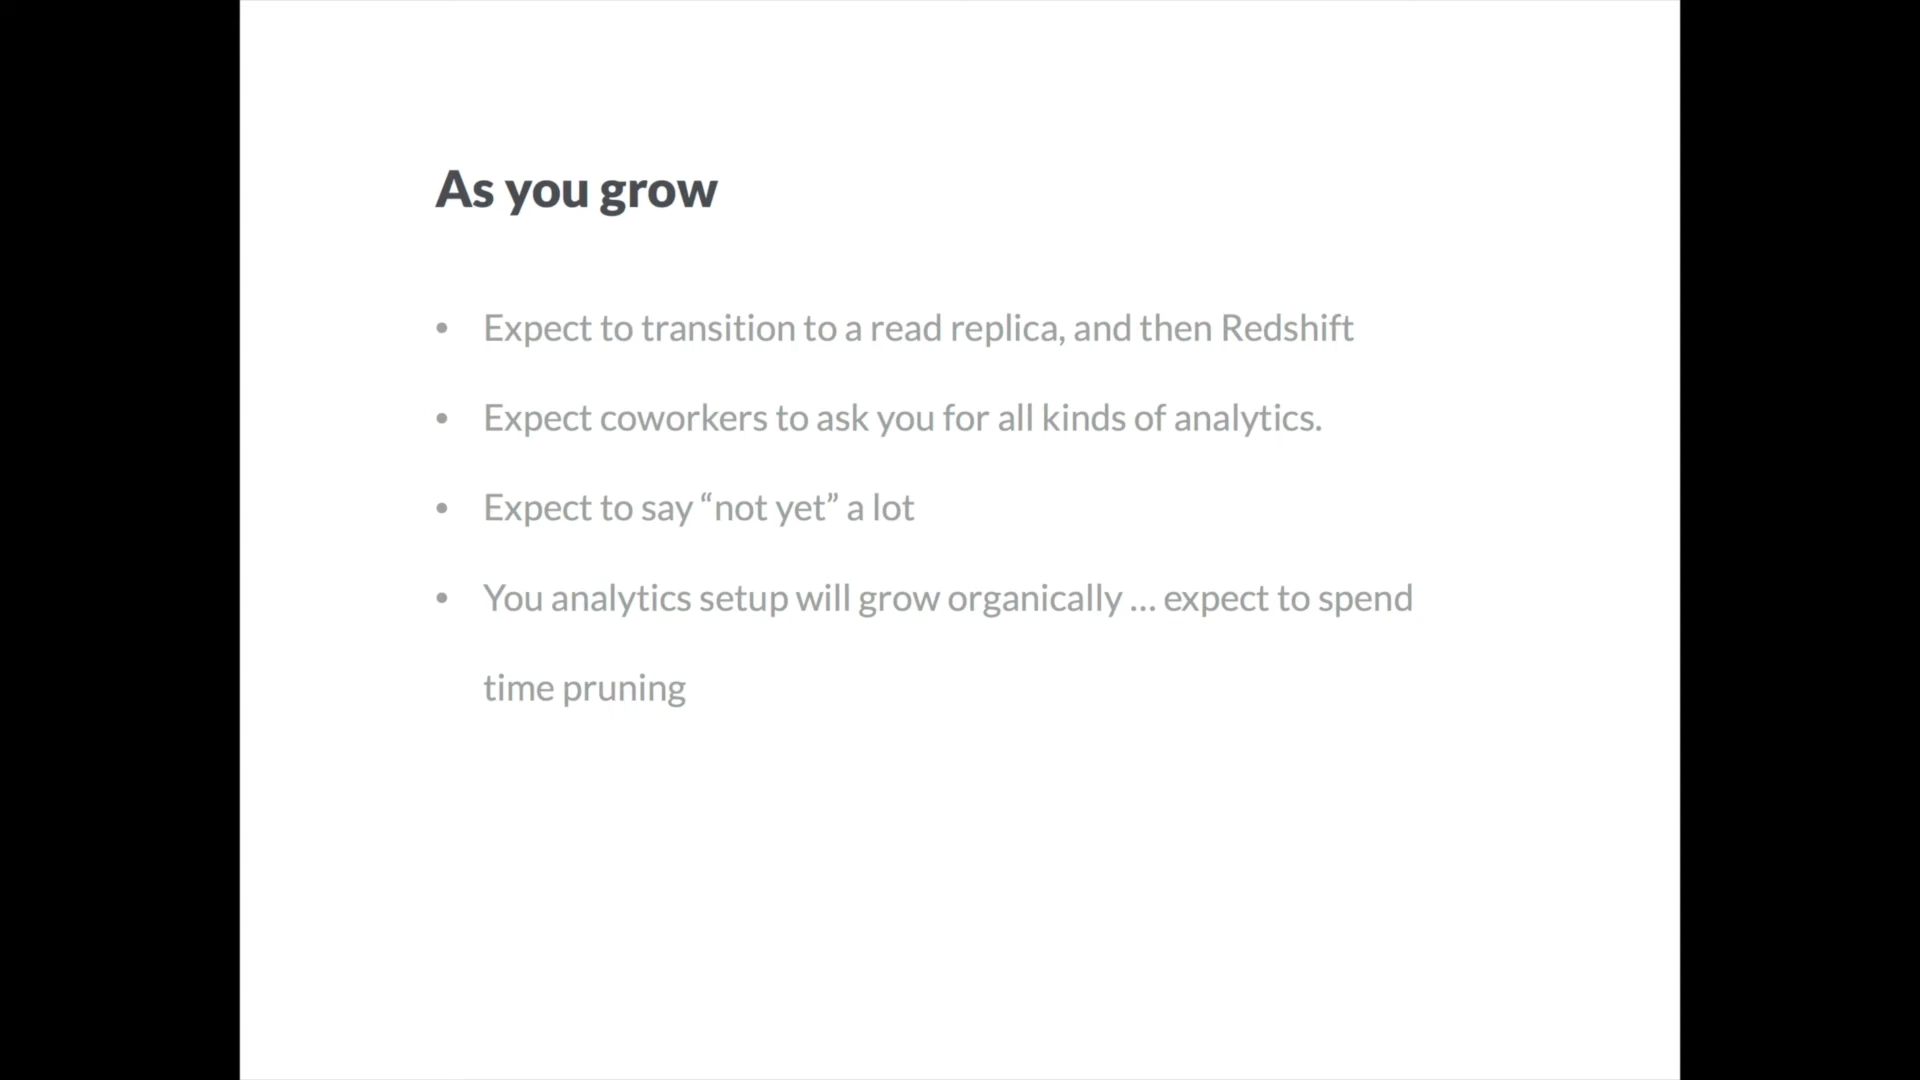 As you grow
• Expect to transition to a read replica, and then Redshift
• Expect coworkers to ask you for all kinds of analytics.
• Expect to say “not yet” a lot
• You analytics setup will grow organically ... expect to spend
time pruning